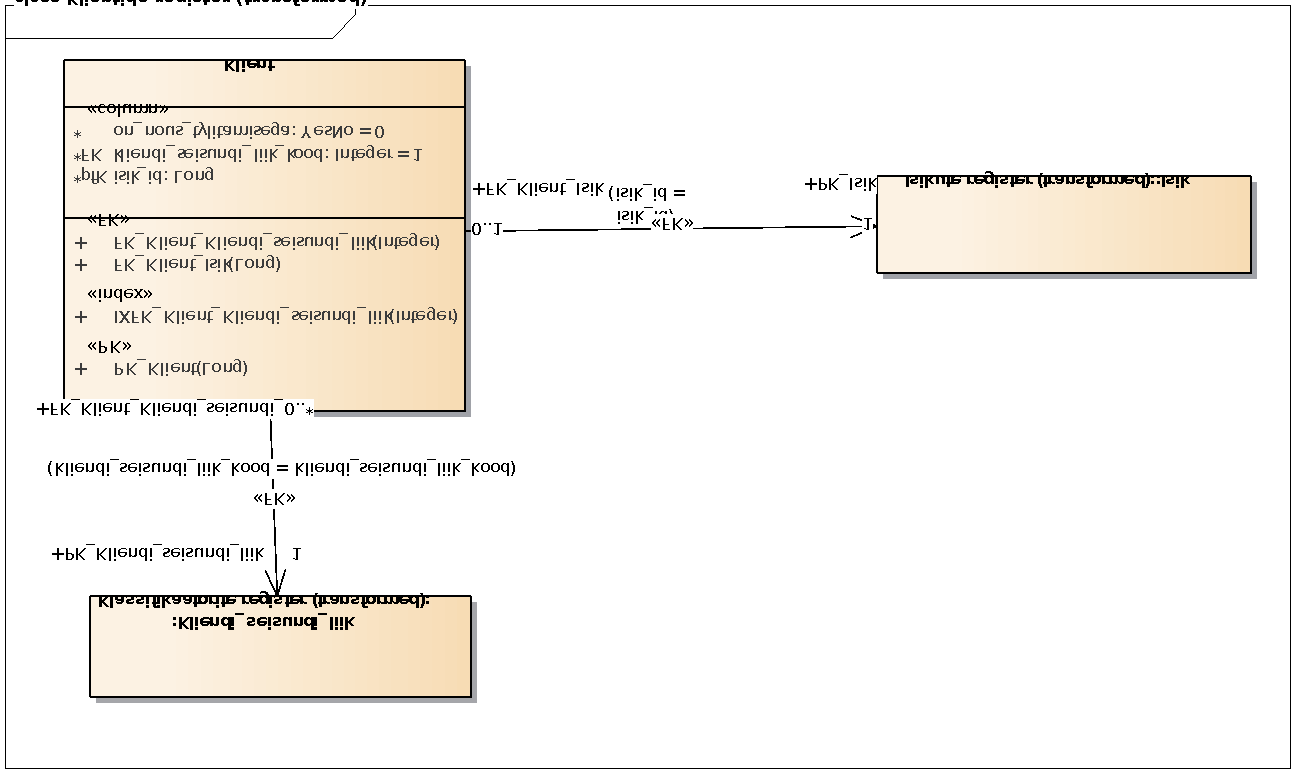 class Klientide register (transformed)
Klient
«column»
* on_nous_tylitamisega: YesNo = 0
*FK kliendi_seisundi_liik_kood: Integer = 1
*pfK isik_id: Long
«FK»
+ FK_Klient_Kliendi_seisundi_liik(Integer)
+ FK_Klient_Isik(Long)
«index»
+ IXFK_Klient_Kliendi_seisundi_liik(Integer)
«PK»
+ PK_Klient(Long)
+FK_Klient_Isik (isik_id =
isik_id)
«FK»
0..1
+PK_Isik
1
Isikute register (transformed)::Isik
+FK_Klient_Kliendi_seisundi_ 0..*
(kliendi_seisundi_liik_kood = kliendi_seisundi_liik_kood)
«FK»
+PK_Kliendi_seisundi_liik 1
Klassifikaatorite register (transformed):
:Kliendi_seisundi_liik